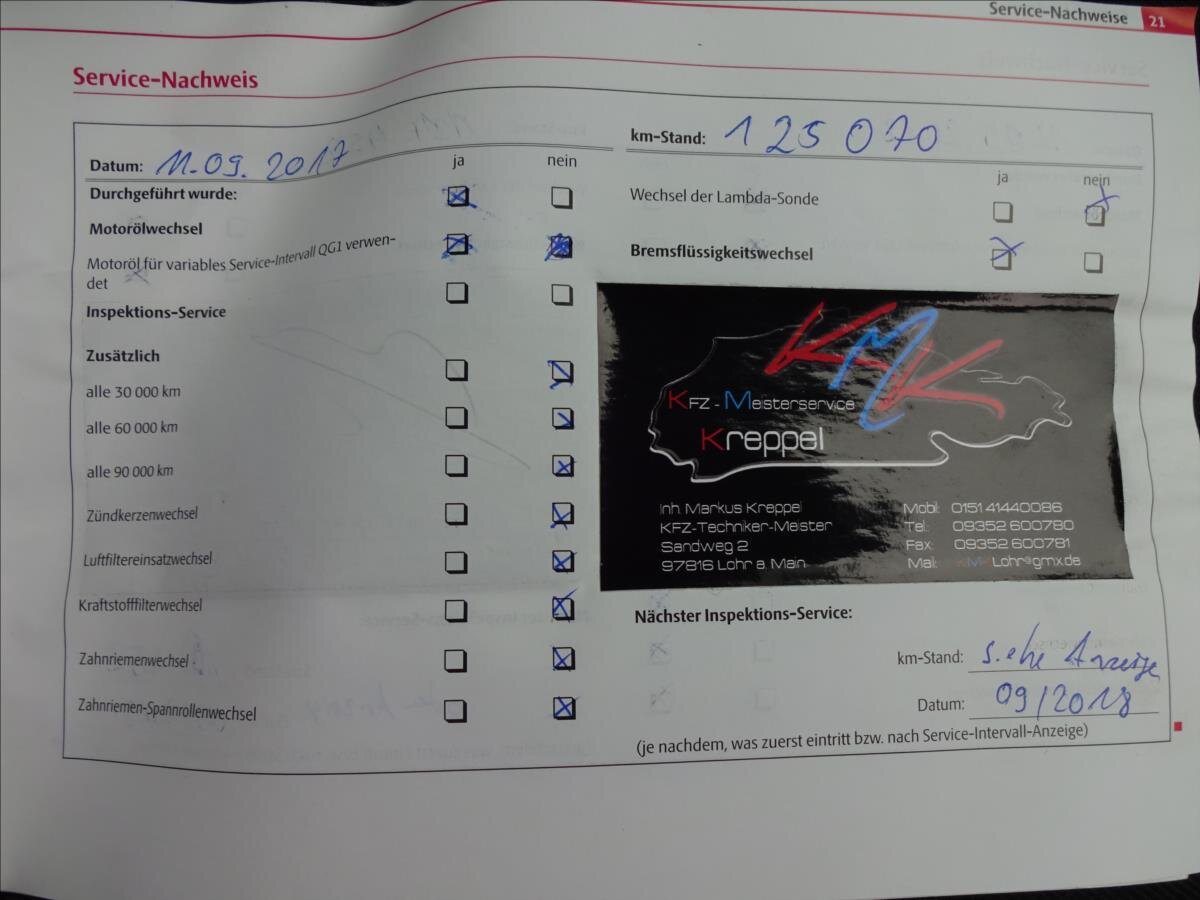 Service-Nachweise 21
Service-Nachweis
Datum: 11.09.2017 ja nein
Durchgeführt wurde:
Motorölwechsel
Motoröl für variables Service-Intervall QG1 verwen-
det
Inspektions-Service
Zusätzlich
alle 30 000 km
alle 60 000 km
alle 90 000 km
Zündkerzenwechsel
Luftfiltereinsatzwechsel
Kraftstofffilterwechsel
Zahnriemenwechsel
Zahnriemen-Spannrollenwechsel
km-Stand: 125 070
ja nein
Wechsel der Lambda-Sonde
Bremsflüssigkeitswechsel
KMK
KFZ - Meisterservice
Kreppel
Inh. Markus Kreppel
KFZ-Techniker-Meister
Sandweg 2
97816 Lohr a. Main
Mobil: 0151 41440086
Tel.: 09352 600780
Fax: 09352 600781
Mail: KMKLohr@gmx.de
Nächster Inspektions-Service:
km-Stand: siehe Anzeige
Datum: 09/2018
(je nachdem, was zuerst eintritt bzw. nach Service-Intervall-Anzeige)